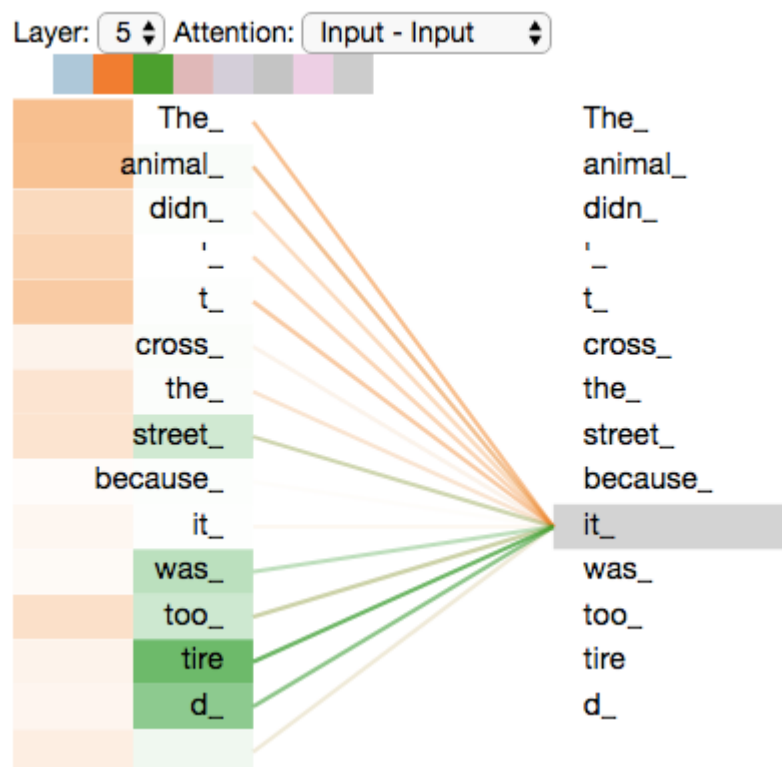 Layer: 5 Attention: Input - Input
The_ The_
animal_ animal_
didn_ didn_
'_ '_
t_ t_
cross_ cross_
the_ the_
street_ street_
because_ because_
it_ it_
was_ was_
too_ too_
tire tire
d_ d_